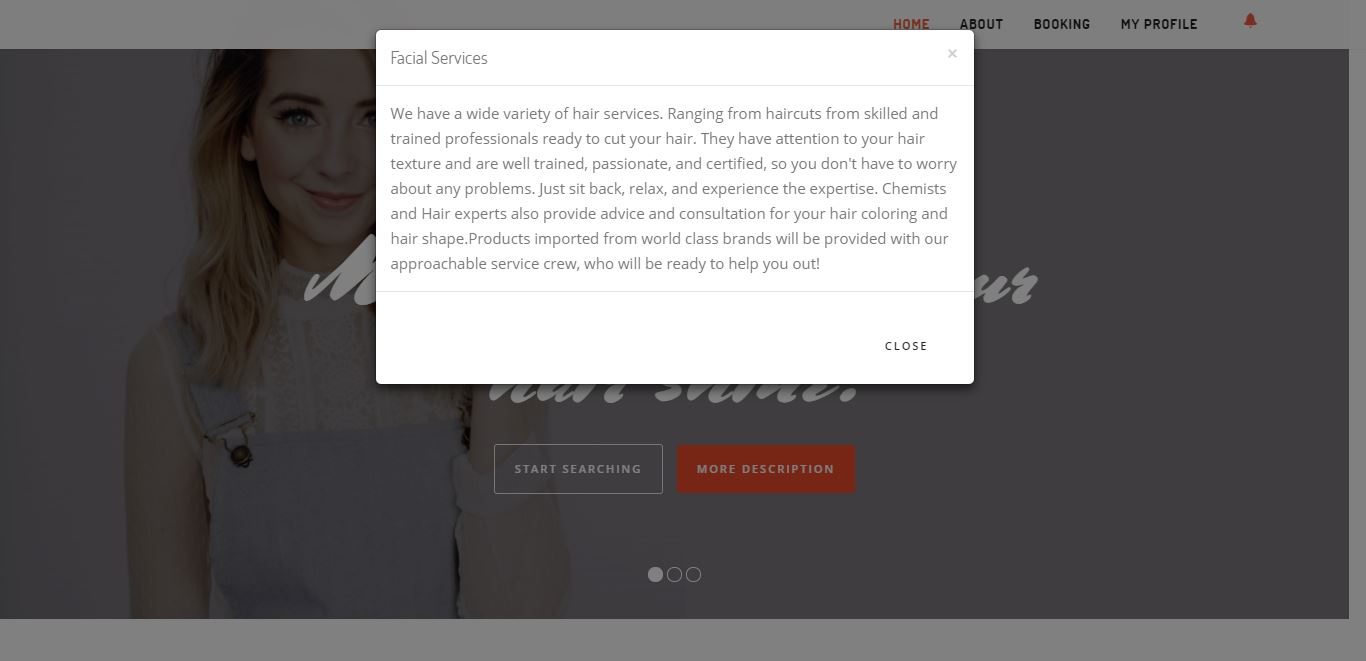 HOME ABOUT BOOKING MY PROFILE
Facial Services ×
We have a wide variety of hair services. Ranging from haircuts from skilled and
trained professionals ready to cut your hair. They have attention to your hair
texture and are well trained, passionate, and certified, so you don't have to worry
about any problems. Just sit back, relax, and experience the expertise. Chemists
and Hair experts also provide advice and consultation for your hair coloring and
hair shape.Products imported from world class brands will be provided with our
approachable service crew, who will be ready to help you out!
CLOSE
START SEARCHING MORE DESCRIPTION